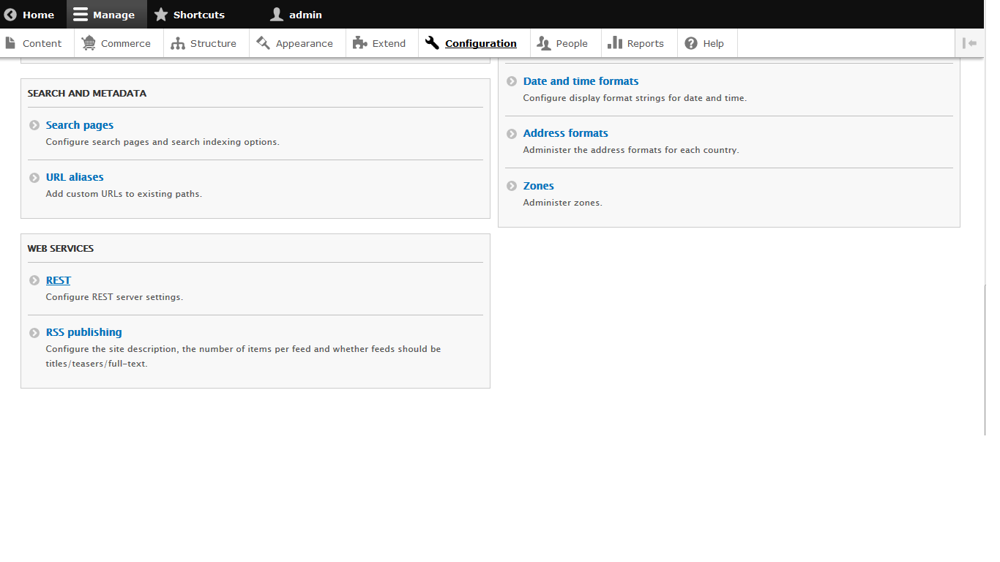 Home Manage Shortcuts admin
Content Commerce Structure Appearance Extend Configuration People Reports Help
SEARCH AND METADATA
Search pages
Configure search pages and search indexing options.
URL aliases
Add custom URLs to existing paths.
WEB SERVICES
REST
Configure REST server settings.
RSS publishing
Configure the site description, the number of items per feed and whether feeds should be
titles/teasers/full-text.
Date and time formats
Configure display format strings for date and time.
Address formats
Administer the address formats for each country.
Zones
Administer zones.